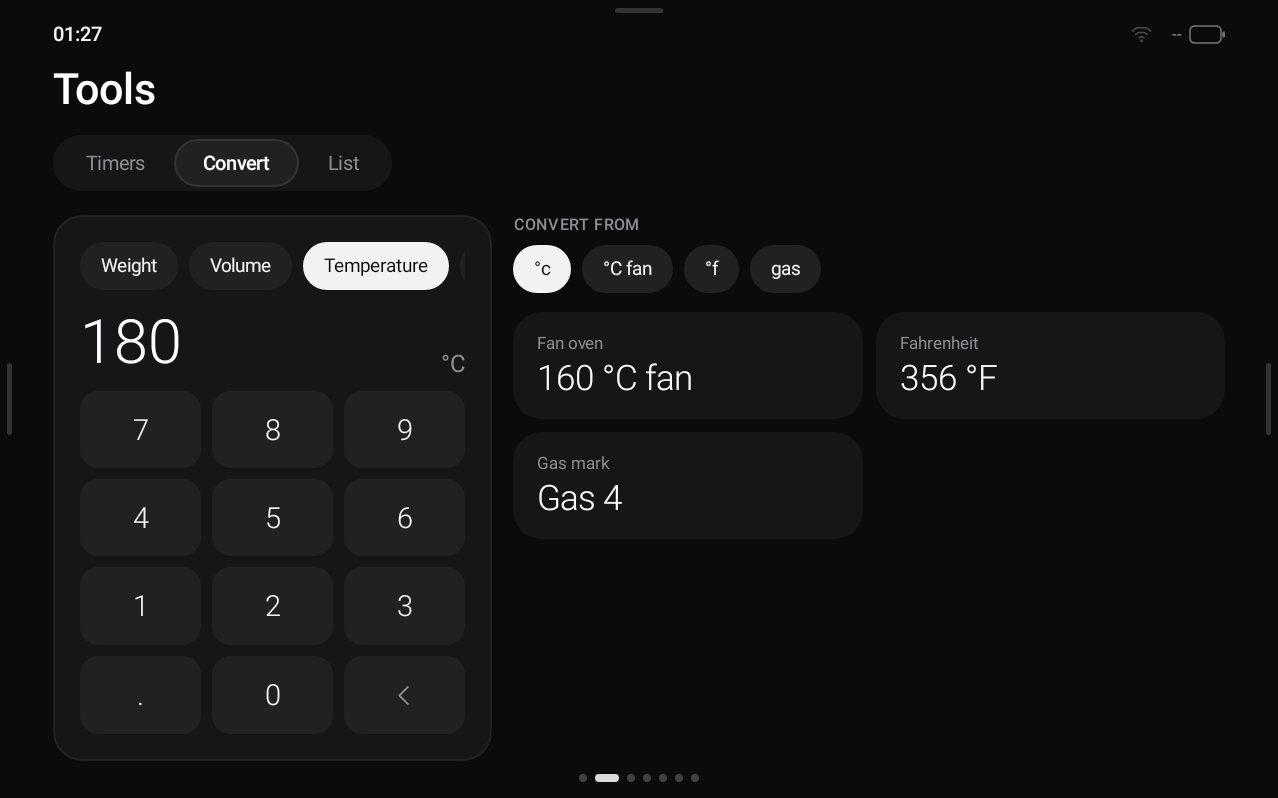 01:27
--
Tools
Timers
Convert
List
Weight
Volume
Temperature
180
°C
7
8
9
4
5
6
1
2
3
.
0
CONVERT FROM
°c
°C fan
°f
gas
Fan oven
160 °C fan
Fahrenheit
356 °F
Gas mark
Gas 4